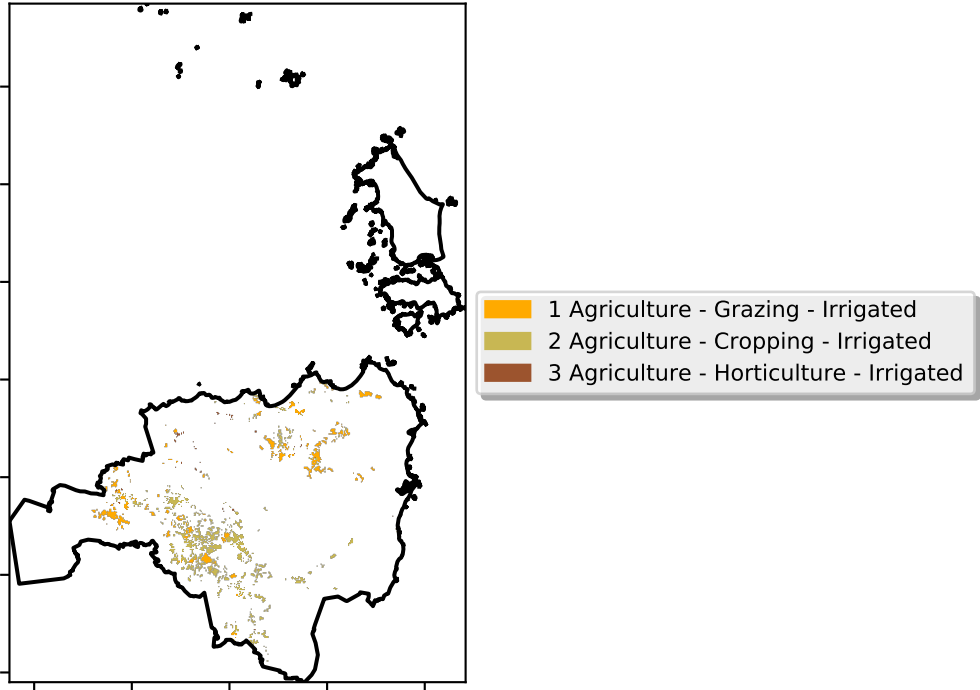 1 Agriculture - Grazing - Irrigated
2 Agriculture - Cropping - Irrigated
3 Agriculture - Horticulture - Irrigated